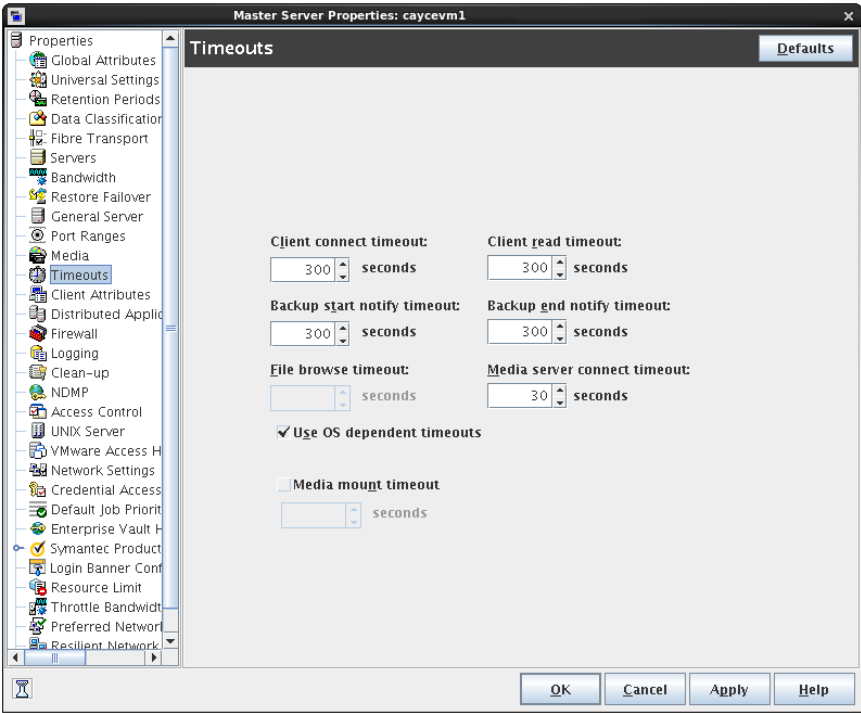 Master Server Properties: caycevm1
Properties
Global Attributes
Universal Settings
Retention Periods
Data Classification
Fibre Transport
Servers
Bandwidth
Restore Failover
General Server
Port Ranges
Media
Timeouts
Client Attributes
Distributed Applic
Firewall
Logging
Clean-up
NDMP
Access Control
UNIX Server
VMware Access H
Network Settings
Credential Access
Default Job Priorit
Enterprise Vault H
Symantec Product
Login Banner Conf
Resource Limit
Throttle Bandwidt
Preferred Networl
Resilient Network
Timeouts
Defaults
Client connect timeout: Client read timeout:
300 seconds 300 seconds
Backup start notify timeout: Backup end notify timeout:
300 seconds 300 seconds
File browse timeout: Media server connect timeout:
seconds 30 seconds
Use OS dependent timeouts
Media mount timeout
seconds
OK Cancel Apply Help